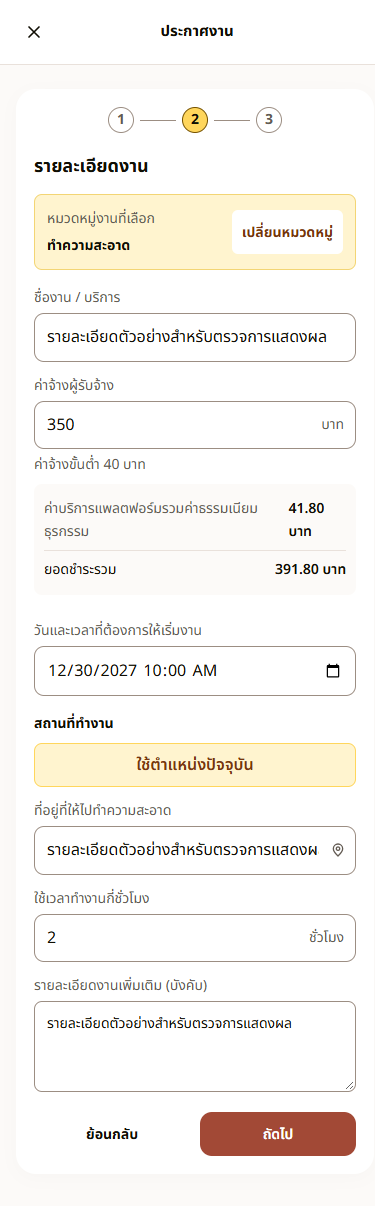 ประกาศงาน
1
2
3
รายละเอียดงาน
หมวดหมู่งานที่เลือก
ทำความสะอาด
เปลี่ยนหมวดหมู่
ชื่องาน / บริการ
รายละเอียดตัวอย่างสำหรับตรวจการแสดงผล
ค่าจ้างผู้รับจ้าง
350 บาท
ค่าจ้างขั้นต่ำ 40 บาท
ค่าบริการแพลตฟอร์มรวมค่าธรรมเนียม 41.80
ธุรกรรม บาท
ยอดชำระรวม 391.80 บาท
วันและเวลาที่ต้องการให้เริ่มงาน
12/30/2027 10:00 AM
สถานที่ทำงาน
ใช้ตำแหน่งปัจจุบัน
ที่อยู่ที่ให้ไปทำความสะอาด
รายละเอียดตัวอย่างสำหรับตรวจการแสดงผ
ใช้เวลาทำงานกี่ชั่วโมง
2 ชั่วโมง
รายละเอียดงานเพิ่มเติม (บังคับ)
รายละเอียดตัวอย่างสำหรับตรวจการแสดงผล
ย้อนกลับ ถัดไป